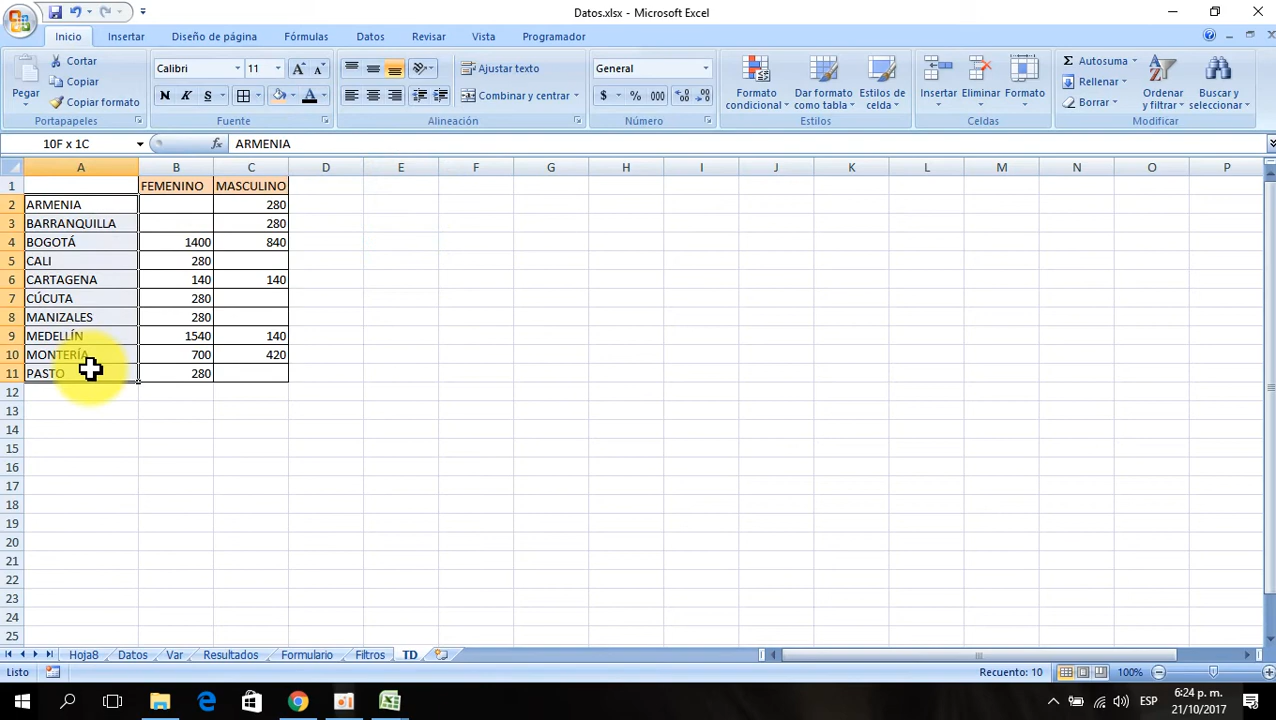 Datos.xlsx - Microsoft Excel
Inicio Insertar Diseño de página Fórmulas Datos Revisar Vista Programador
Pegar
Cortar
Copiar
Copiar formato
Portapapeles
Calibri 11
N K S
Fuente
Ajustar texto
Combinar y centrar
Alineación
General
$ % 000
Número
Formato condicional
Dar formato como tabla
Estilos de celda
Estilos
Insertar Eliminar Formato
Celdas
Autosuma
Rellenar
Borrar
Ordenar y filtrar
Buscar y seleccionar
Modificar
10F x 1C fx ARMENIA
A B C D E F G H I J K L M N O P
1 FEMENINO MASCULINO
2 ARMENIA 280
3 BARRANQUILLA 280
4 BOGOTÁ 1400 840
5 CALI 280
6 CARTAGENA 140 140
7 CÚCUTA 280
8 MANIZALES 280
9 MEDELLÍN 1540 140
10 MONTERÍA 700 420
11 PASTO 280
12
13
14
15
16
17
18
19
20
21
22
23
24
25
Hoja8 Datos Var Resultados Formulario Filtros TD
Listo Recuento: 10 100%
ESP 6:24 p. m.
21/10/2017